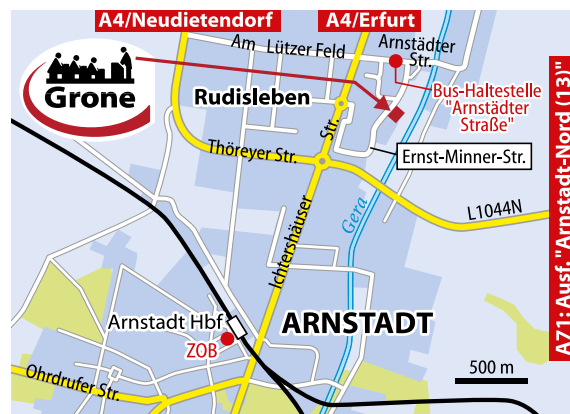 A4/Neudietendorf
A4/Erfurt
Am Lützer Feld
Arnstädter
Str.
Grone
Rudisleben
Bus-Haltestelle
"Arnstädter
Straße"
Thöreyer Str.
Ernst-Minner-Str.
Ichtershäuser Str.
Gera
L1044N
A71: Ausf. "Arnstadt-Nord (13)"
Arnstadt Hbf
ARNSTADT
ZOB
Ohrdrufer Str.
500 m